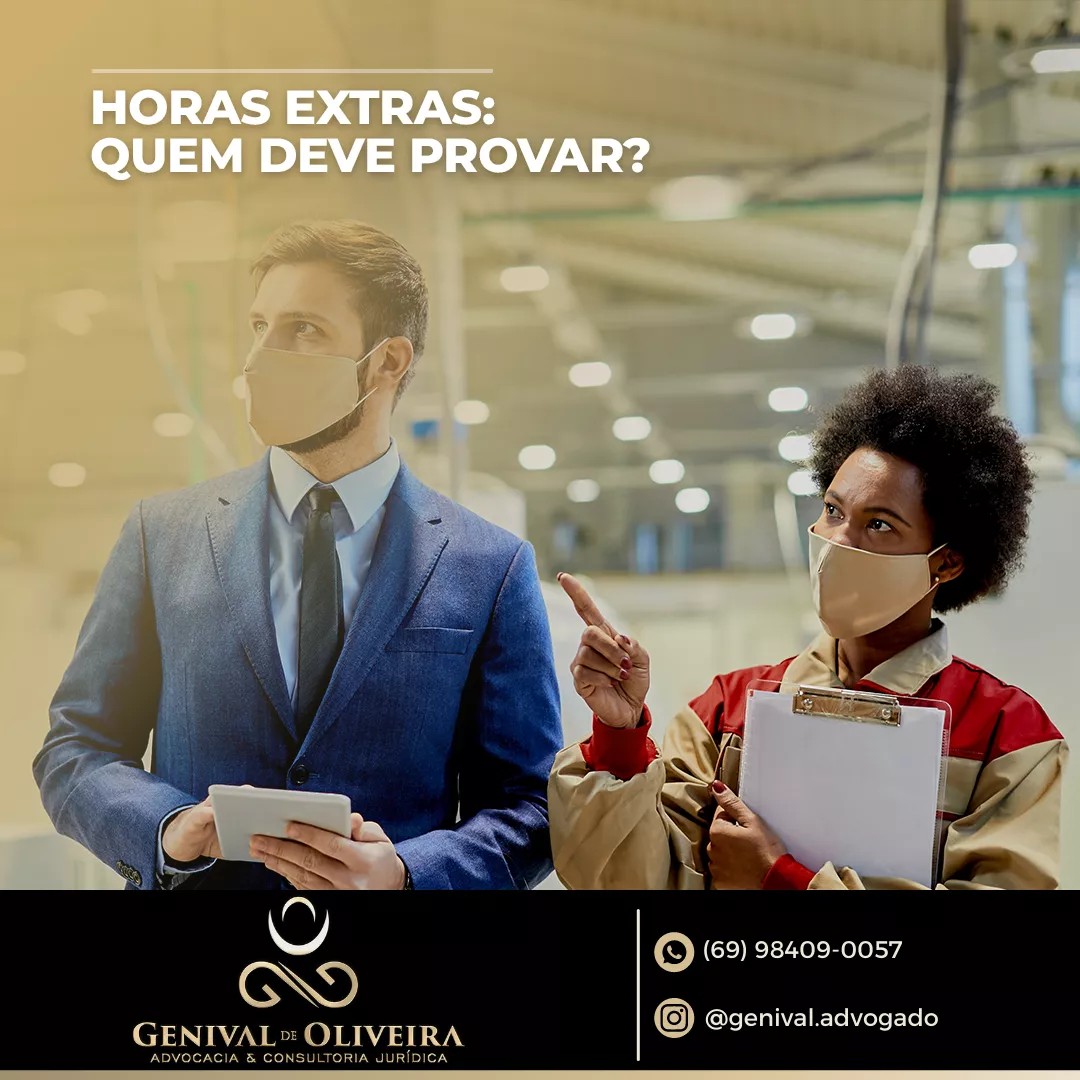 HORAS EXTRAS:
QUEM DEVE PROVAR?
GENIVAL DE OLIVEIRA
ADVOCACIA & CONSULTORIA JURÍDICA
(69) 98409-0057
@genival.advogado